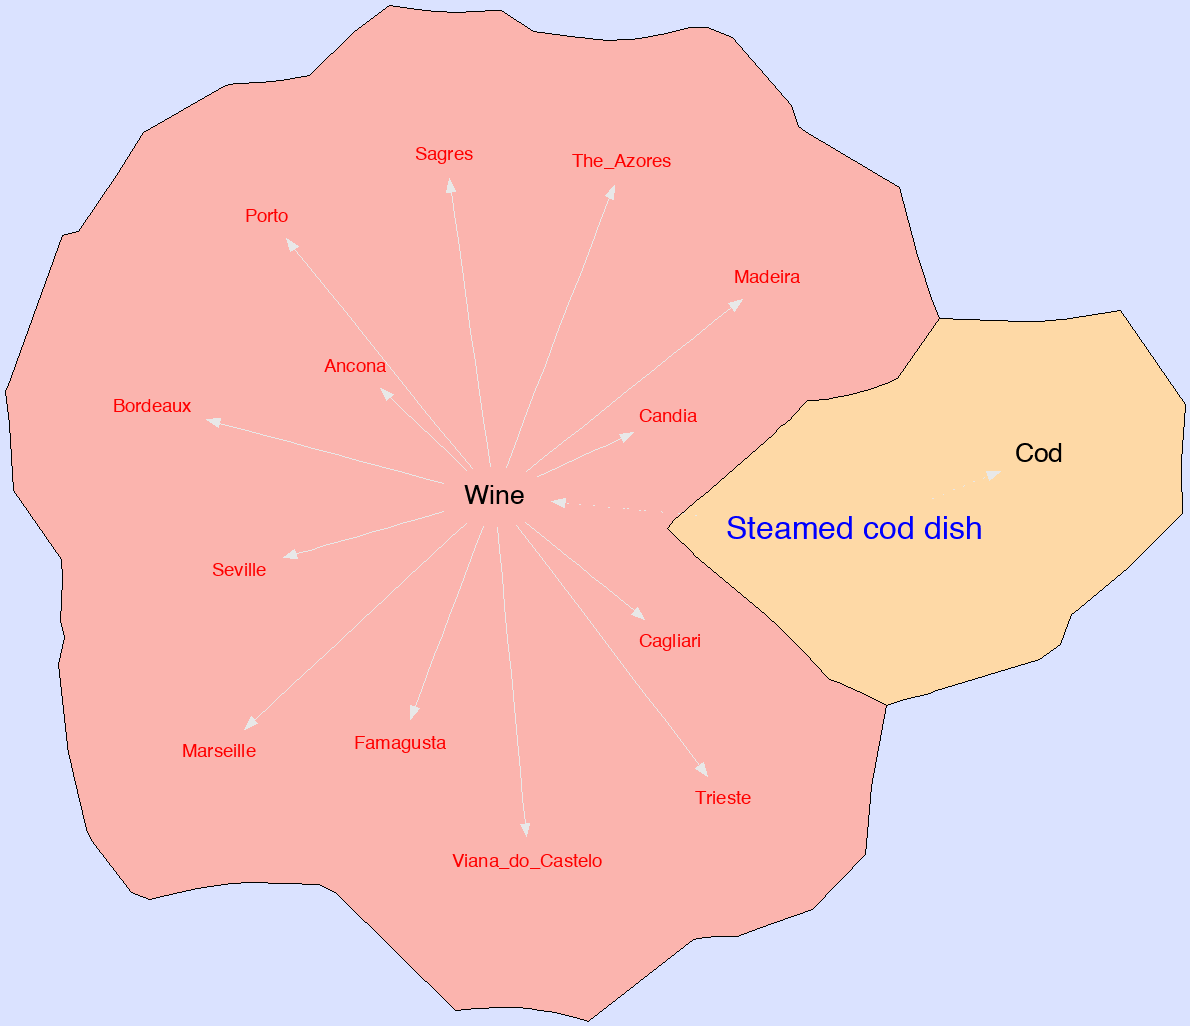 Sagres
The_Azores
Porto
Madeira
Ancona
Bordeaux
Candia
Cod
Wine
Steamed cod dish
Seville
Cagliari
Famagusta
Marseille
Trieste
Viana_do_Castelo